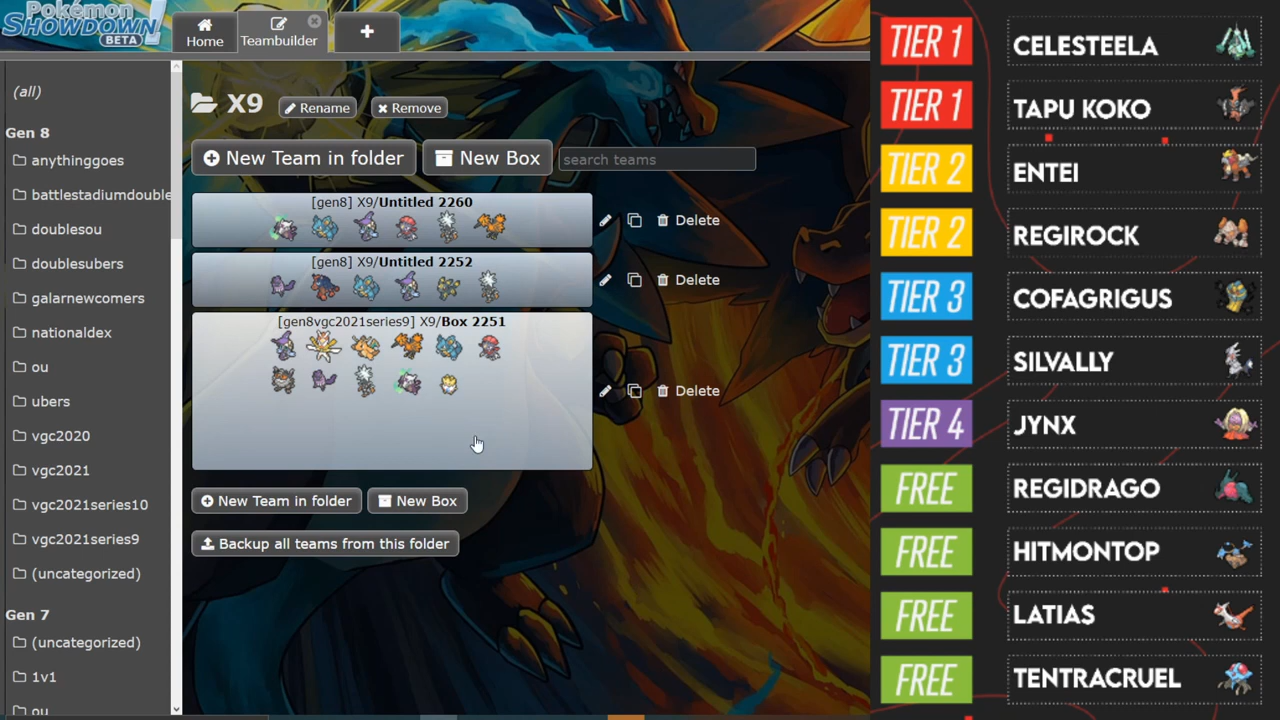 Pokémon
SHOWDOWN!
BETA
Home
Teambuilder
(all)
Gen 8
anythinggoes
battlestadiumdouble
doublesou
doublesubers
galarnewcomers
nationaldex
ou
ubers
vgc2020
vgc2021
vgc2021series10
vgc2021series9
(uncategorized)
Gen 7
(uncategorized)
1v1
ou
X9
Rename
Remove
New Team in folder
New Box
search teams
[gen8] X9/Untitled 2260
Delete
[gen8] X9/Untitled 2252
Delete
[gen8vgc2021series9] X9/Box 2251
Delete
New Team in folder
New Box
Backup all teams from this folder
TIER 1 CELESTEELA
TIER 1 TAPU KOKO
TIER 2 ENTEI
TIER 2 REGIROCK
TIER 3 COFAGRIGUS
TIER 3 SILVALLY
TIER 4 JYNX
FREE REGIDRAGO
FREE HITMONTOP
FREE LATIAS
FREE TENTRACRUEL